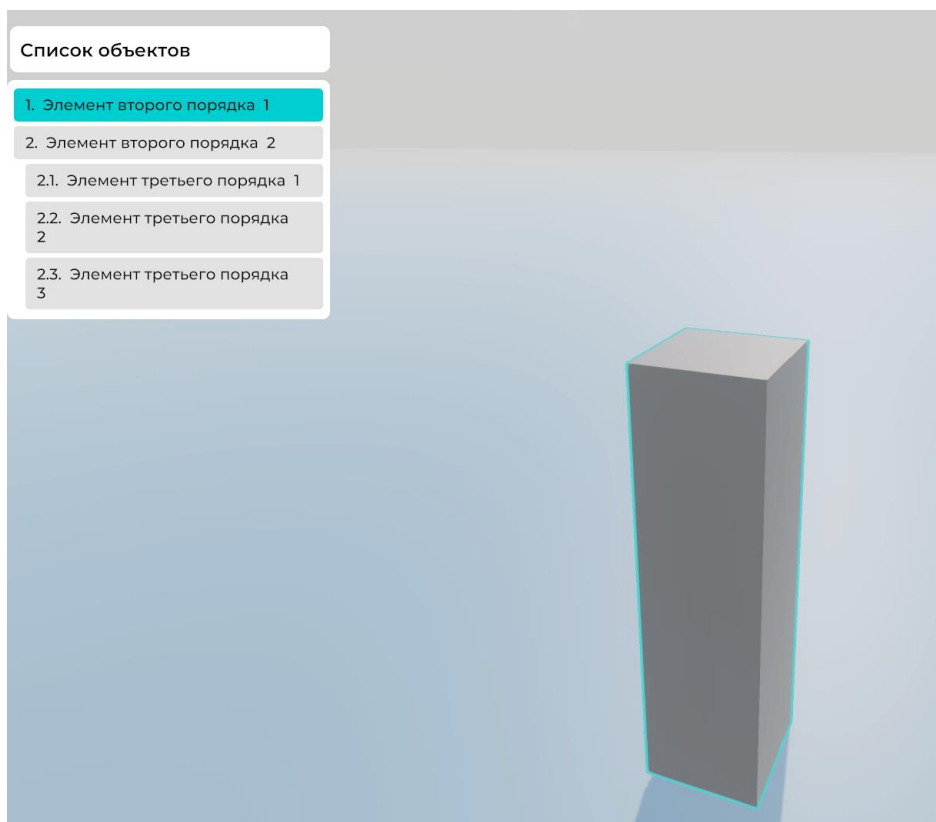 Список объектов
1. Элемент второго порядка 1
2. Элемент второго порядка 2
2.1. Элемент третьего порядка 1
2.2. Элемент третьего порядка
2
2.3. Элемент третьего порядка
3